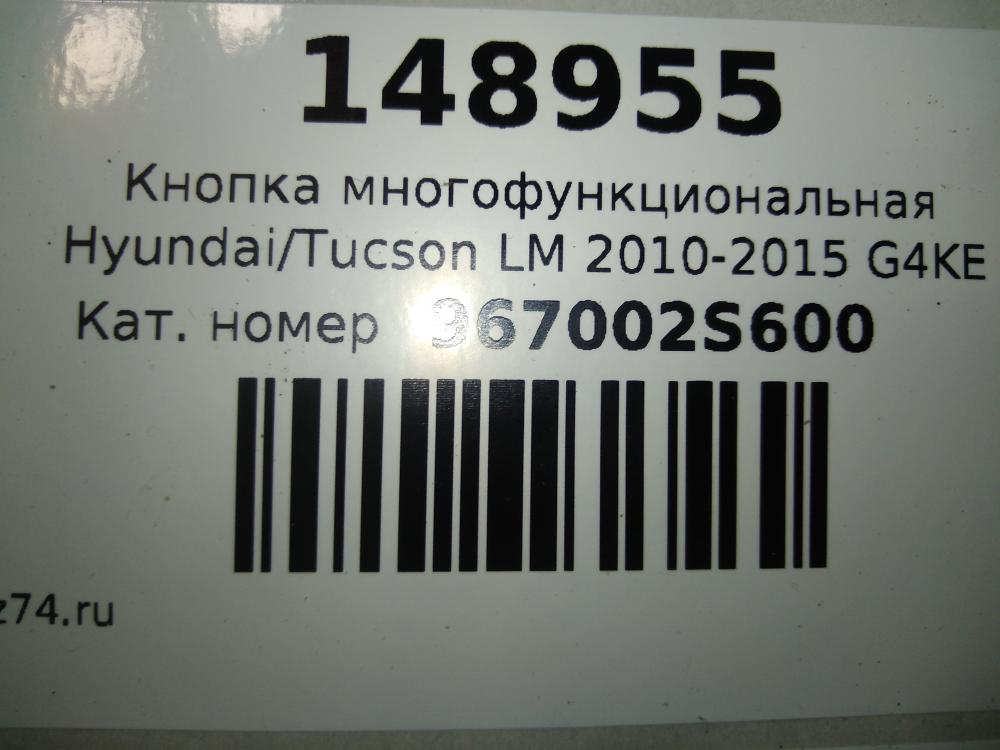 148955
Кнопка многофункциональная
Hyundai/Tucson LM 2010-2015 G4KE
Кат. номер 967002S600
z74.ru